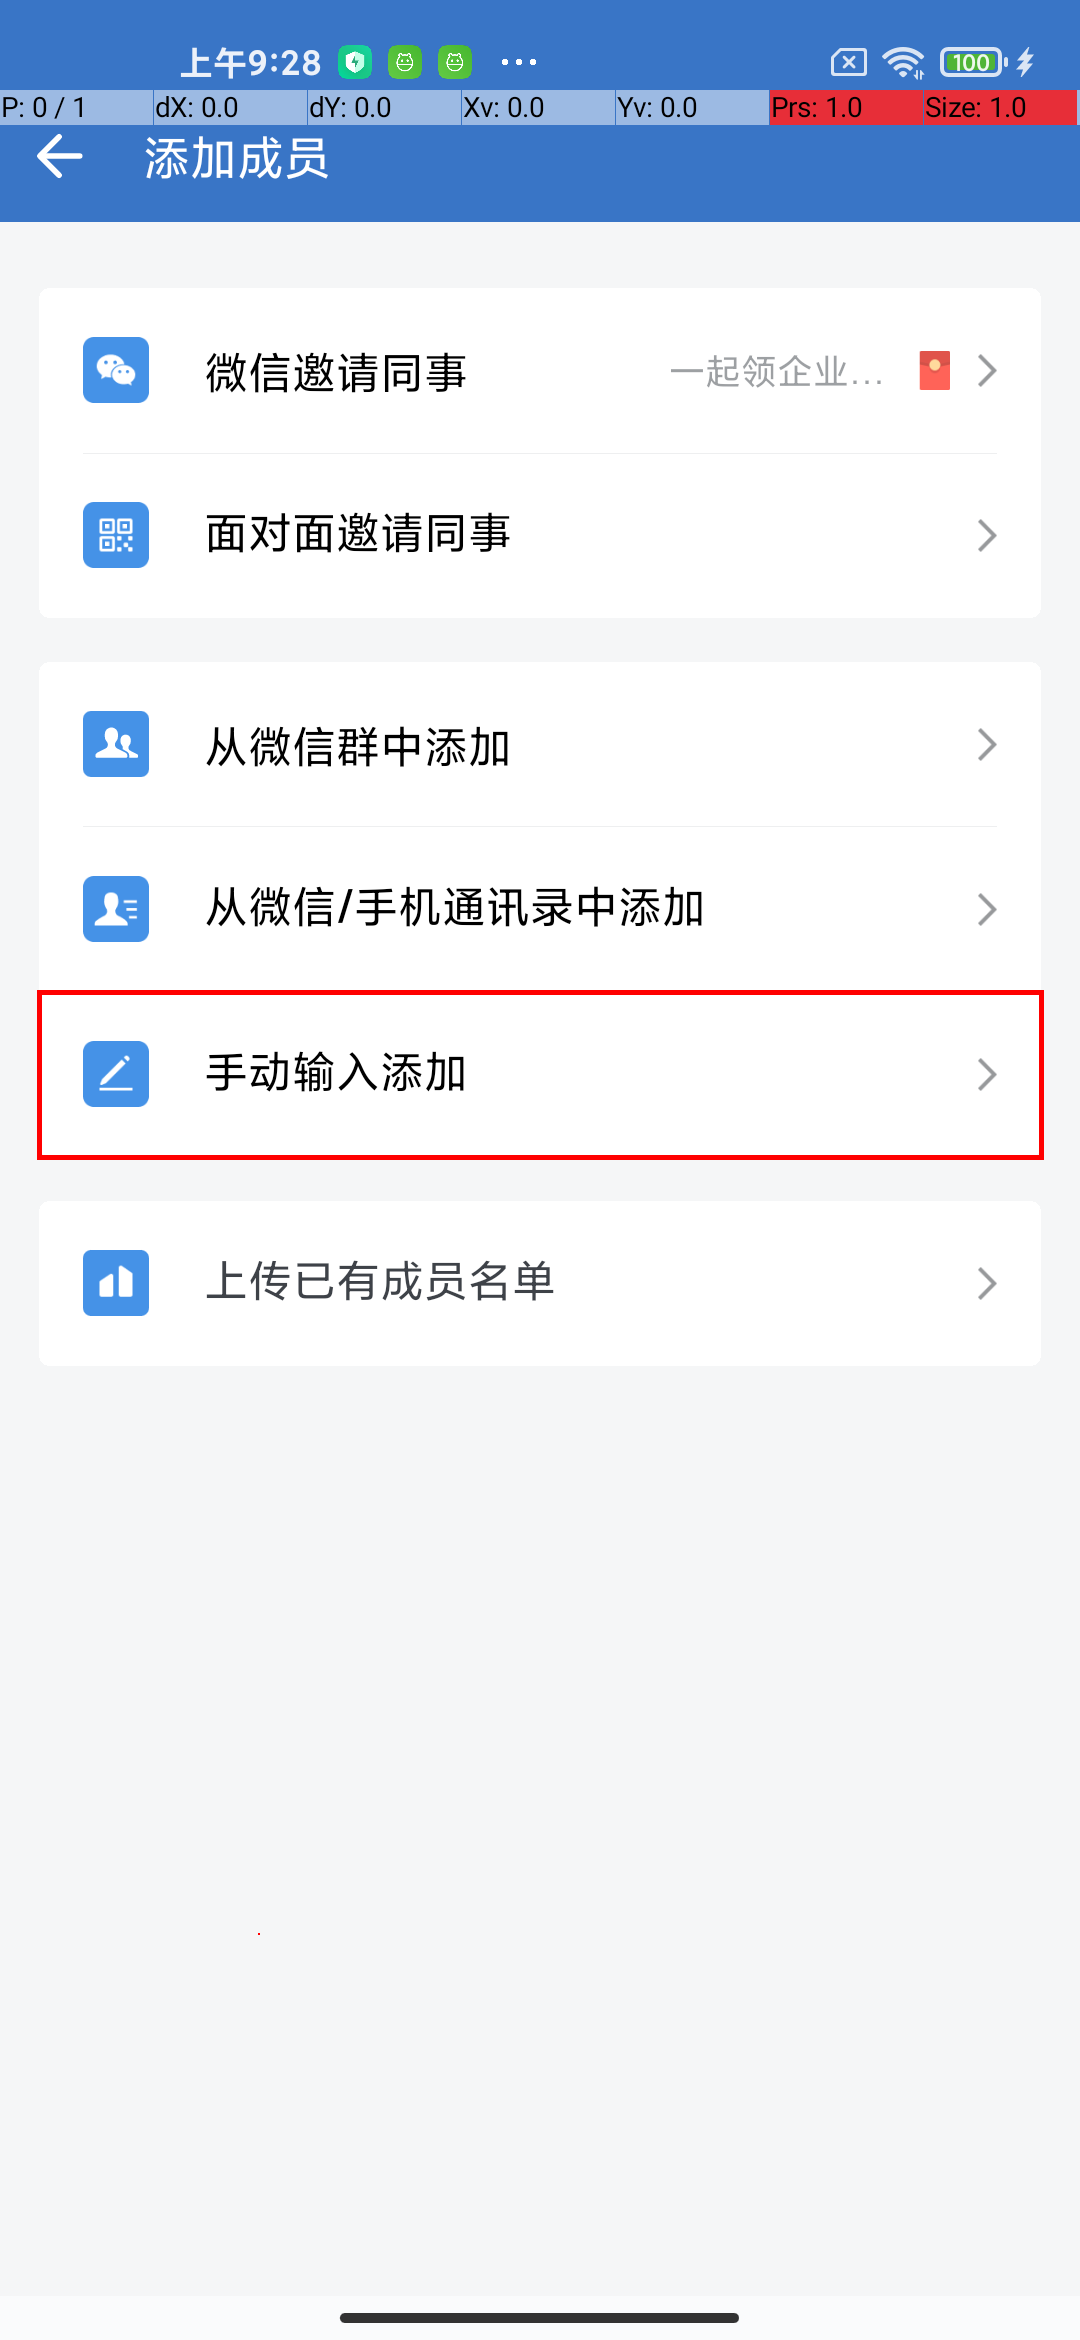 上午9:28
100
P: 0 / 1 dX: 0.0 dY: 0.0 Xv: 0.0 Yv: 0.0 Prs: 1.0 Size: 1.0
添加成员
微信邀请同事 一起领企业...
面对面邀请同事
从微信群中添加
从微信/手机通讯录中添加
手动输入添加
上传已有成员名单